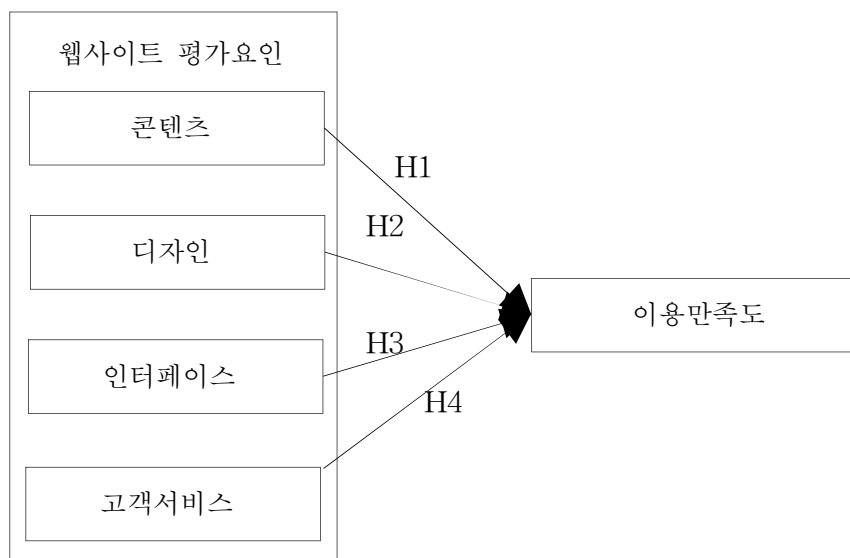 웹사이트 평가요인
콘텐츠
H1
H2
디자인
이용만족도
H3
인터페이스
H4
고객서비스